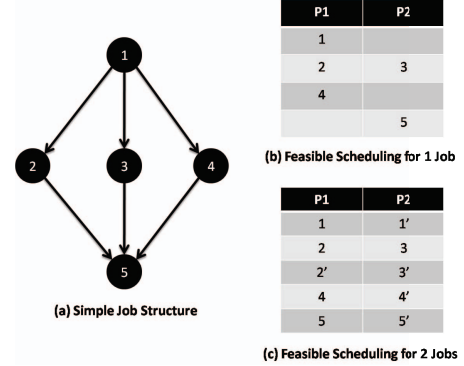 1
2
3
4
5
(a) Simple Job Structure
P1 P2
1
2 3
4
5
(b) Feasible Scheduling for 1 Job
P1 P2
1 1'
2 3
2' 3'
4 4'
5 5'
(c) Feasible Scheduling for 2 Jobs